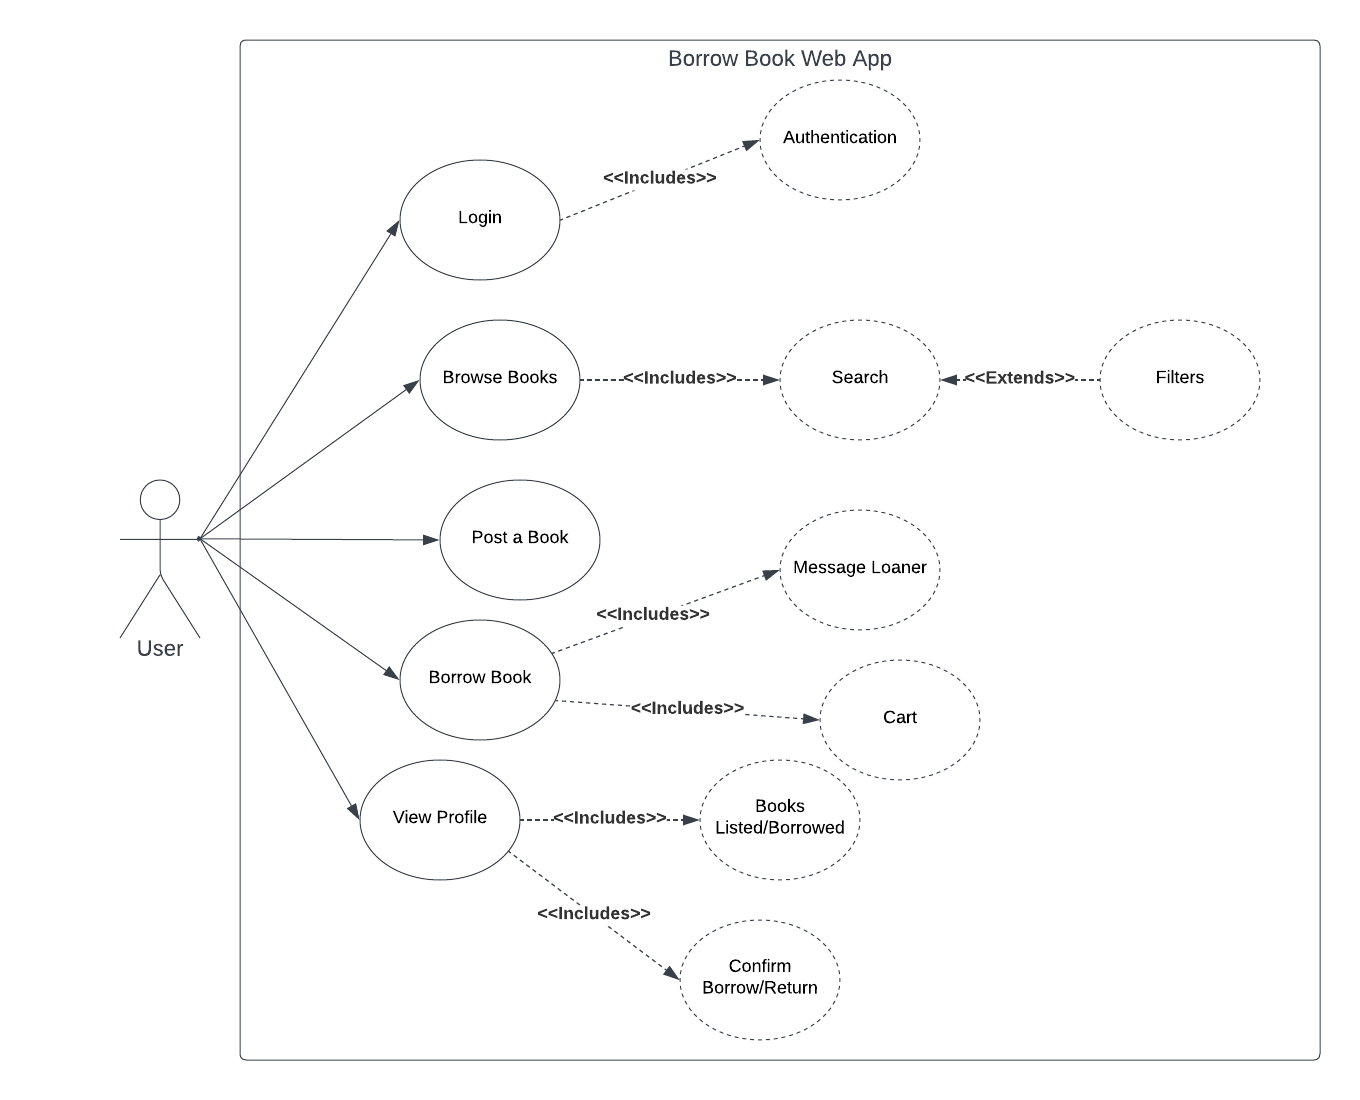 Borrow Book Web App
Authentication
<<Includes>>
Login
Browse Books
<<Includes>>
Search
<<Extends>>
Filters
Post a Book
Message Loaner
<<Includes>>
User
Borrow Book
<<Includes>>
Cart
View Profile
<<Includes>>
Books
Listed/Borrowed
<<Includes>>
Confirm
Borrow/Return